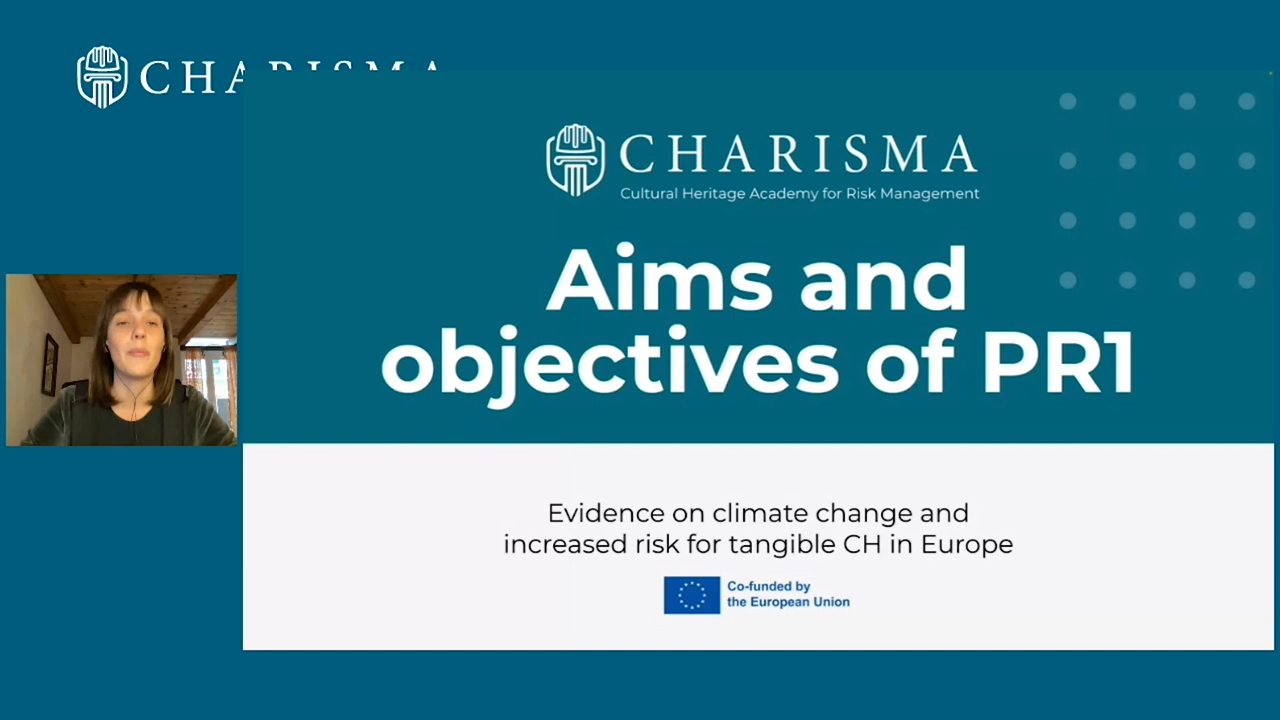 CHARISMA
CHARISMA
Cultural Heritage Academy for Risk Management
Aims and
objectives of PR1
Evidence on climate change and
increased risk for tangible CH in Europe
Co-funded by
the European Union